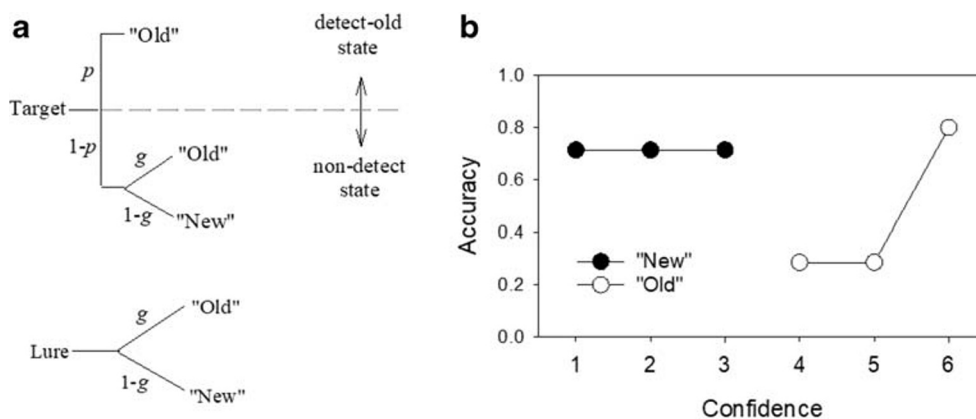 a
"Old"
detect-old
state
p
Target
1-p
g
"Old"
non-detect
state
1-g
"New"
g
"Old"
Lure
1-g
"New"
b
1.0
0.8
0.6
0.4
0.2
0.0
Accuracy
"New"
"Old"
1 2 3 4 5 6
Confidence